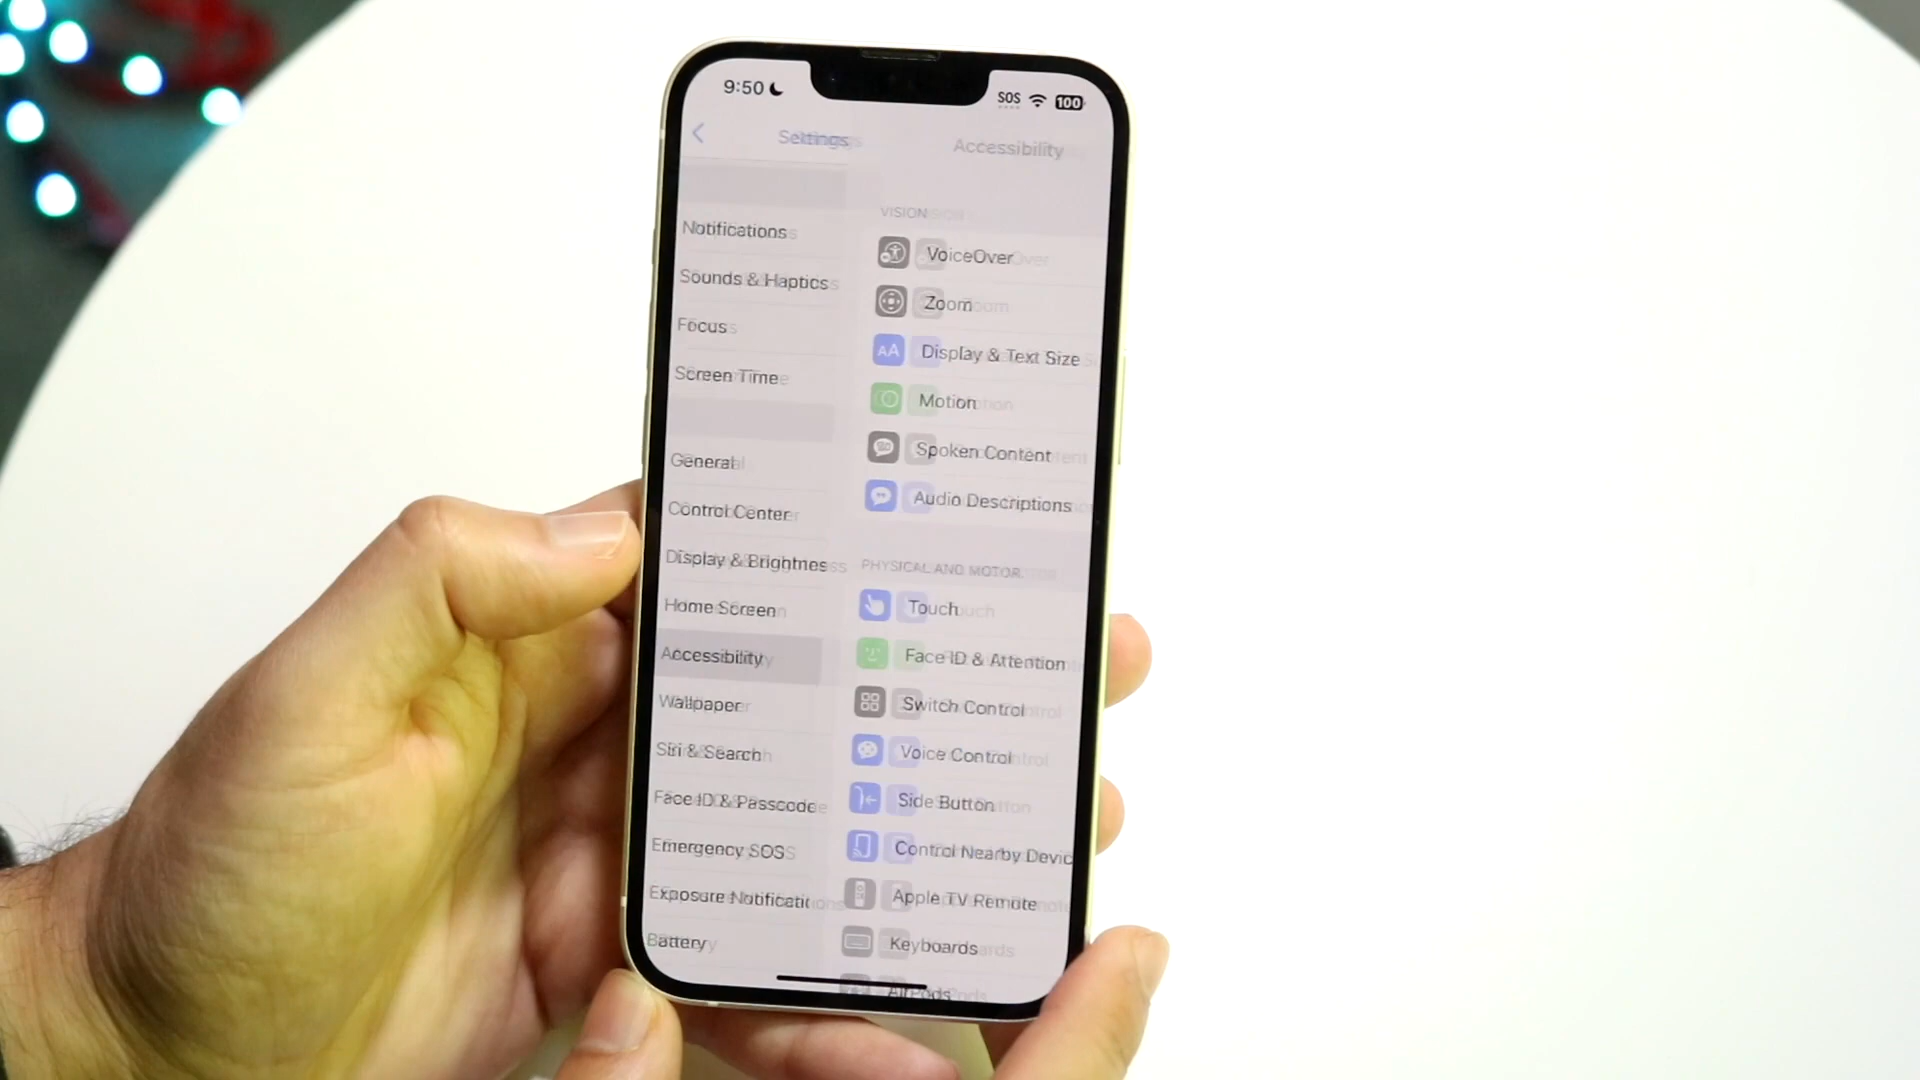 9:50
SOS
100
Settings
Accessibility
Notifications
Sounds & Haptics
Focus
Screen Time
General
Control Center
Display & Brightness
Home Screen
Accessibility
Wallpaper
Siri & Search
Face ID & Passcode
Emergency SOS
Exposure Notifications
Battery
VISION
VoiceOver
Zoom
AA
Display & Text Size
Motion
Spoken Content
Audio Descriptions
PHYSICAL AND MOTOR
Touch
Face ID & Attention
Switch Control
Voice Control
Side Button
Control Nearby Devic
Apple TV Remote
Keyboards
AirPods